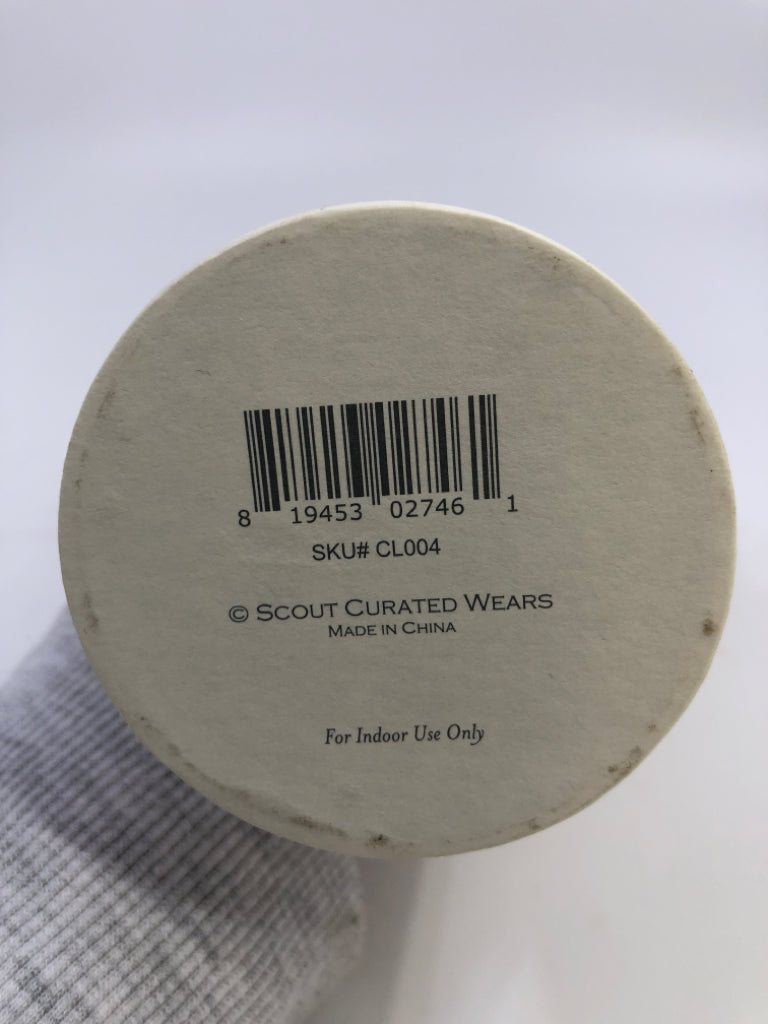 8 19453 02746 1
SKU# CL004
© SCOUT CURATED WEARS
MADE IN CHINA
For Indoor Use Only